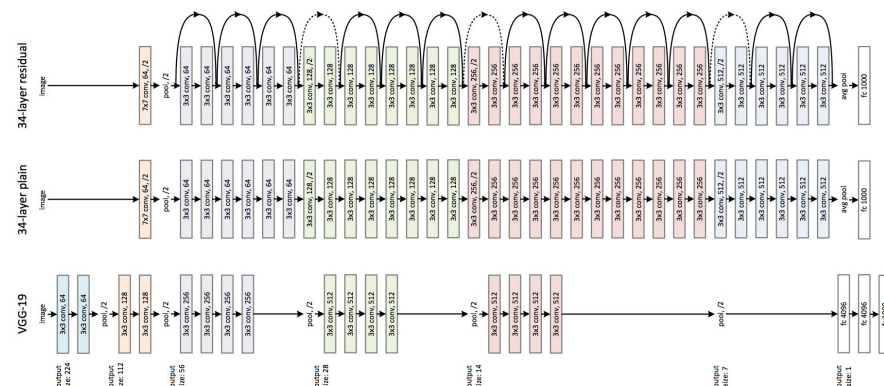 34-layer residual
image
7x7 conv, 64, /2
pool, /2
3x3 conv, 64
3x3 conv, 64
3x3 conv, 64
3x3 conv, 64
3x3 conv, 64
3x3 conv, 64
3x3 conv, 128, /2
3x3 conv, 128
3x3 conv, 128
3x3 conv, 128
3x3 conv, 128
3x3 conv, 128
3x3 conv, 128
3x3 conv, 128
3x3 conv, 256, /2
3x3 conv, 256
3x3 conv, 256
3x3 conv, 256
3x3 conv, 256
3x3 conv, 256
3x3 conv, 256
3x3 conv, 256
3x3 conv, 256
3x3 conv, 256
3x3 conv, 256
3x3 conv, 256
3x3 conv, 512, /2
3x3 conv, 512
3x3 conv, 512
3x3 conv, 512
3x3 conv, 512
3x3 conv, 512
avg pool
fc 1000
34-layer plain
image
7x7 conv, 64, /2
pool, /2
3x3 conv, 64
3x3 conv, 64
3x3 conv, 64
3x3 conv, 64
3x3 conv, 64
3x3 conv, 64
3x3 conv, 128, /2
3x3 conv, 128
3x3 conv, 128
3x3 conv, 128
3x3 conv, 128
3x3 conv, 128
3x3 conv, 128
3x3 conv, 128
3x3 conv, 256, /2
3x3 conv, 256
3x3 conv, 256
3x3 conv, 256
3x3 conv, 256
3x3 conv, 256
3x3 conv, 256
3x3 conv, 256
3x3 conv, 256
3x3 conv, 256
3x3 conv, 256
3x3 conv, 256
3x3 conv, 512, /2
3x3 conv, 512
3x3 conv, 512
3x3 conv, 512
3x3 conv, 512
3x3 conv, 512
avg pool
fc 1000
VGG-19
image
3x3 conv, 64
3x3 conv, 64
pool, /2
3x3 conv, 128
3x3 conv, 128
pool, /2
3x3 conv, 256
3x3 conv, 256
3x3 conv, 256
3x3 conv, 256
pool, /2
3x3 conv, 512
3x3 conv, 512
3x3 conv, 512
3x3 conv, 512
pool, /2
3x3 conv, 512
3x3 conv, 512
3x3 conv, 512
3x3 conv, 512
pool, /2
fc 4096
fc 4096
output
size: 224
output
size: 112
output
size: 56
output
size: 28
output
size: 14
output
size: 7
output
size: 1